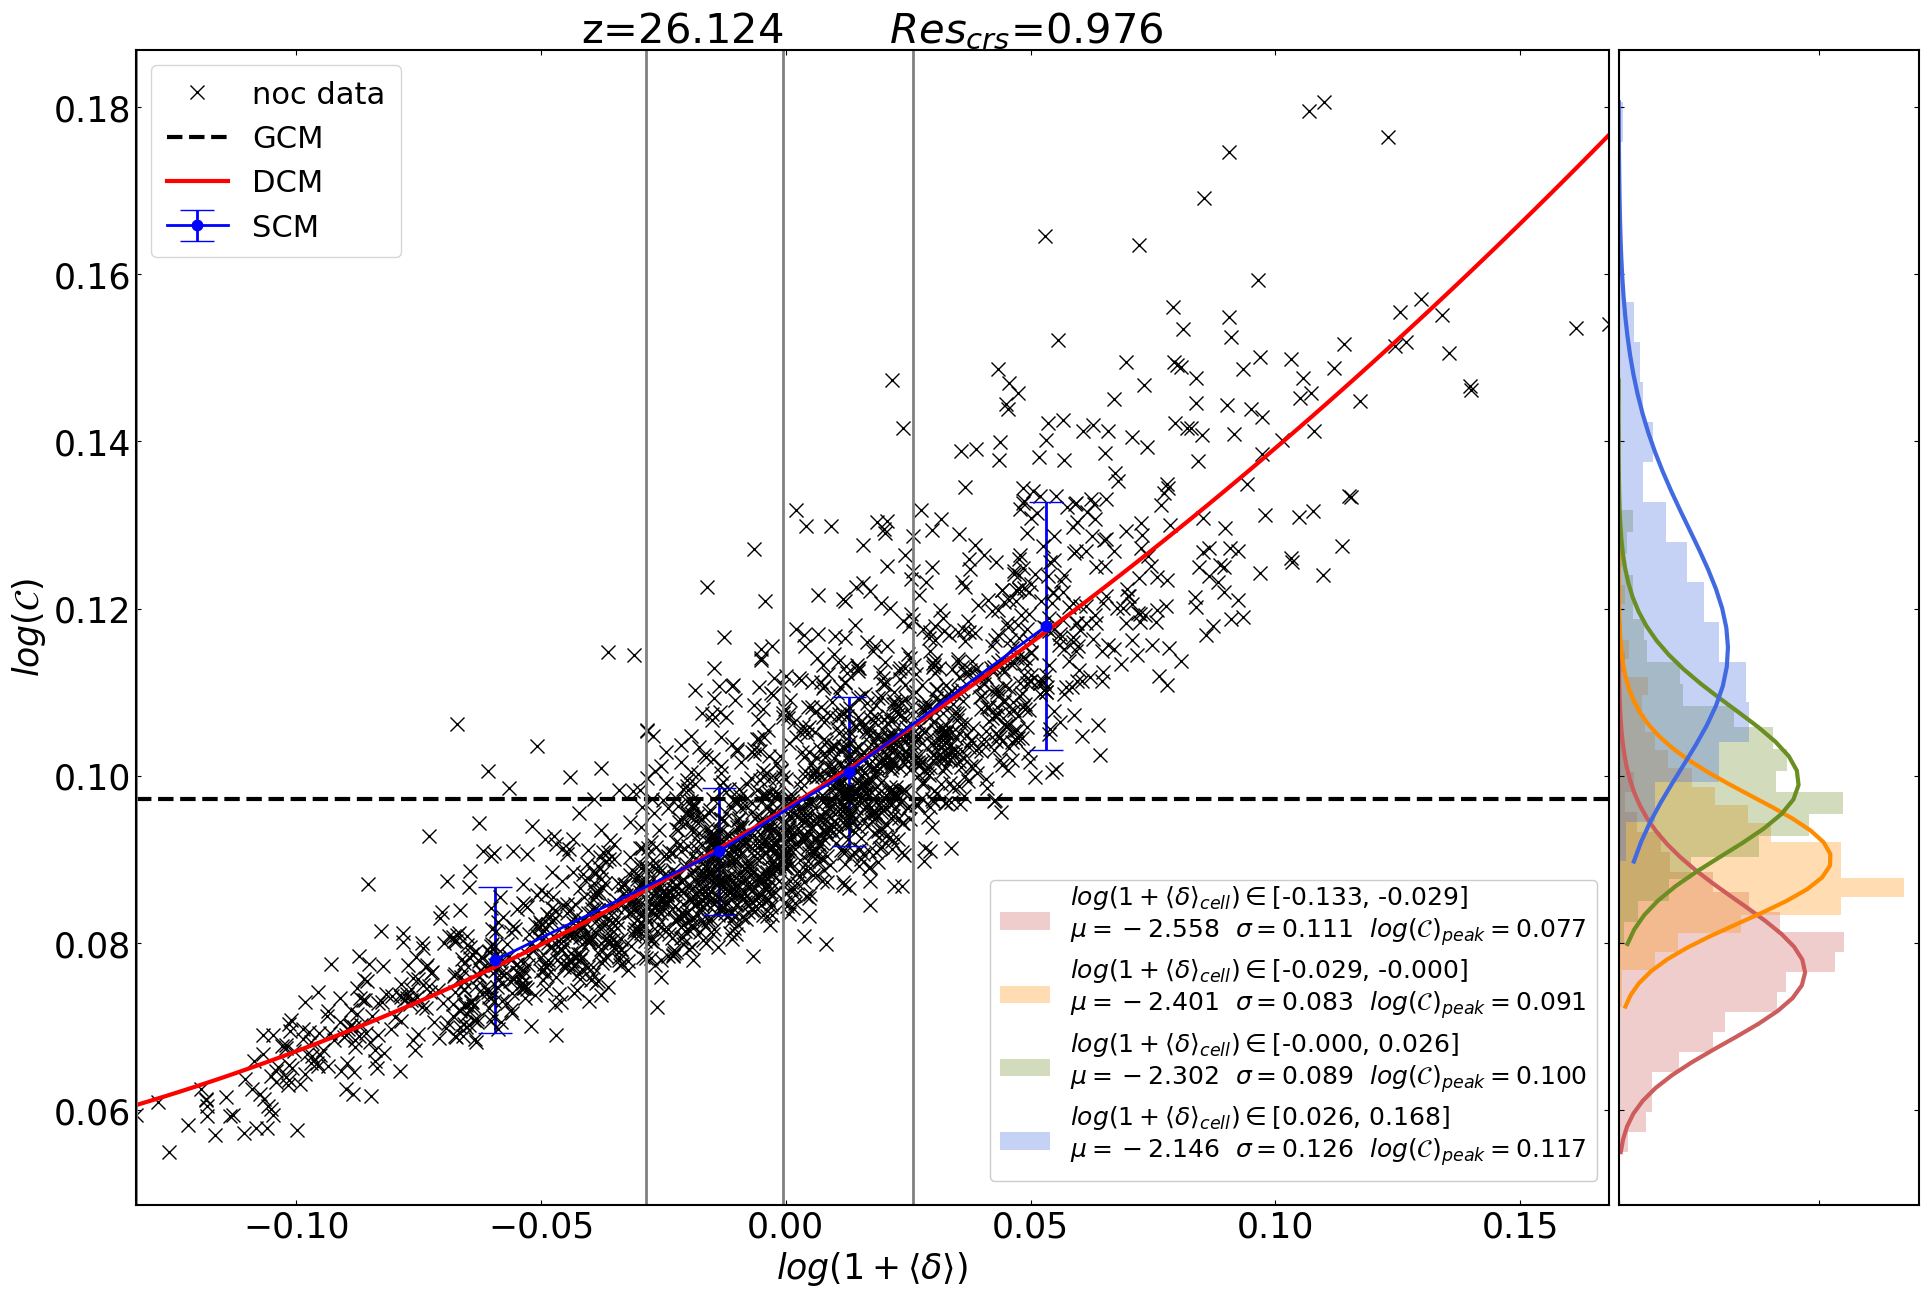 z=26.124 Res_crs=0.976
noc data
GCM
DCM
SCM
0.18
0.16
0.14
0.12
0.10
0.08
0.06
log(𝒞)
log(1 + ⟨δ⟩_cell) ∈ [-0.133, -0.029]
μ = −2.558 σ = 0.111 log(𝒞)_peak = 0.077
log(1 + ⟨δ⟩_cell) ∈ [-0.029, -0.000]
μ = −2.401 σ = 0.083 log(𝒞)_peak = 0.091
log(1 + ⟨δ⟩_cell) ∈ [-0.000, 0.026]
μ = −2.302 σ = 0.089 log(𝒞)_peak = 0.100
log(1 + ⟨δ⟩_cell) ∈ [0.026, 0.168]
μ = −2.146 σ = 0.126 log(𝒞)_peak = 0.117
−0.10 −0.05 0.00 0.05 0.10 0.15
log(1 + ⟨δ⟩)